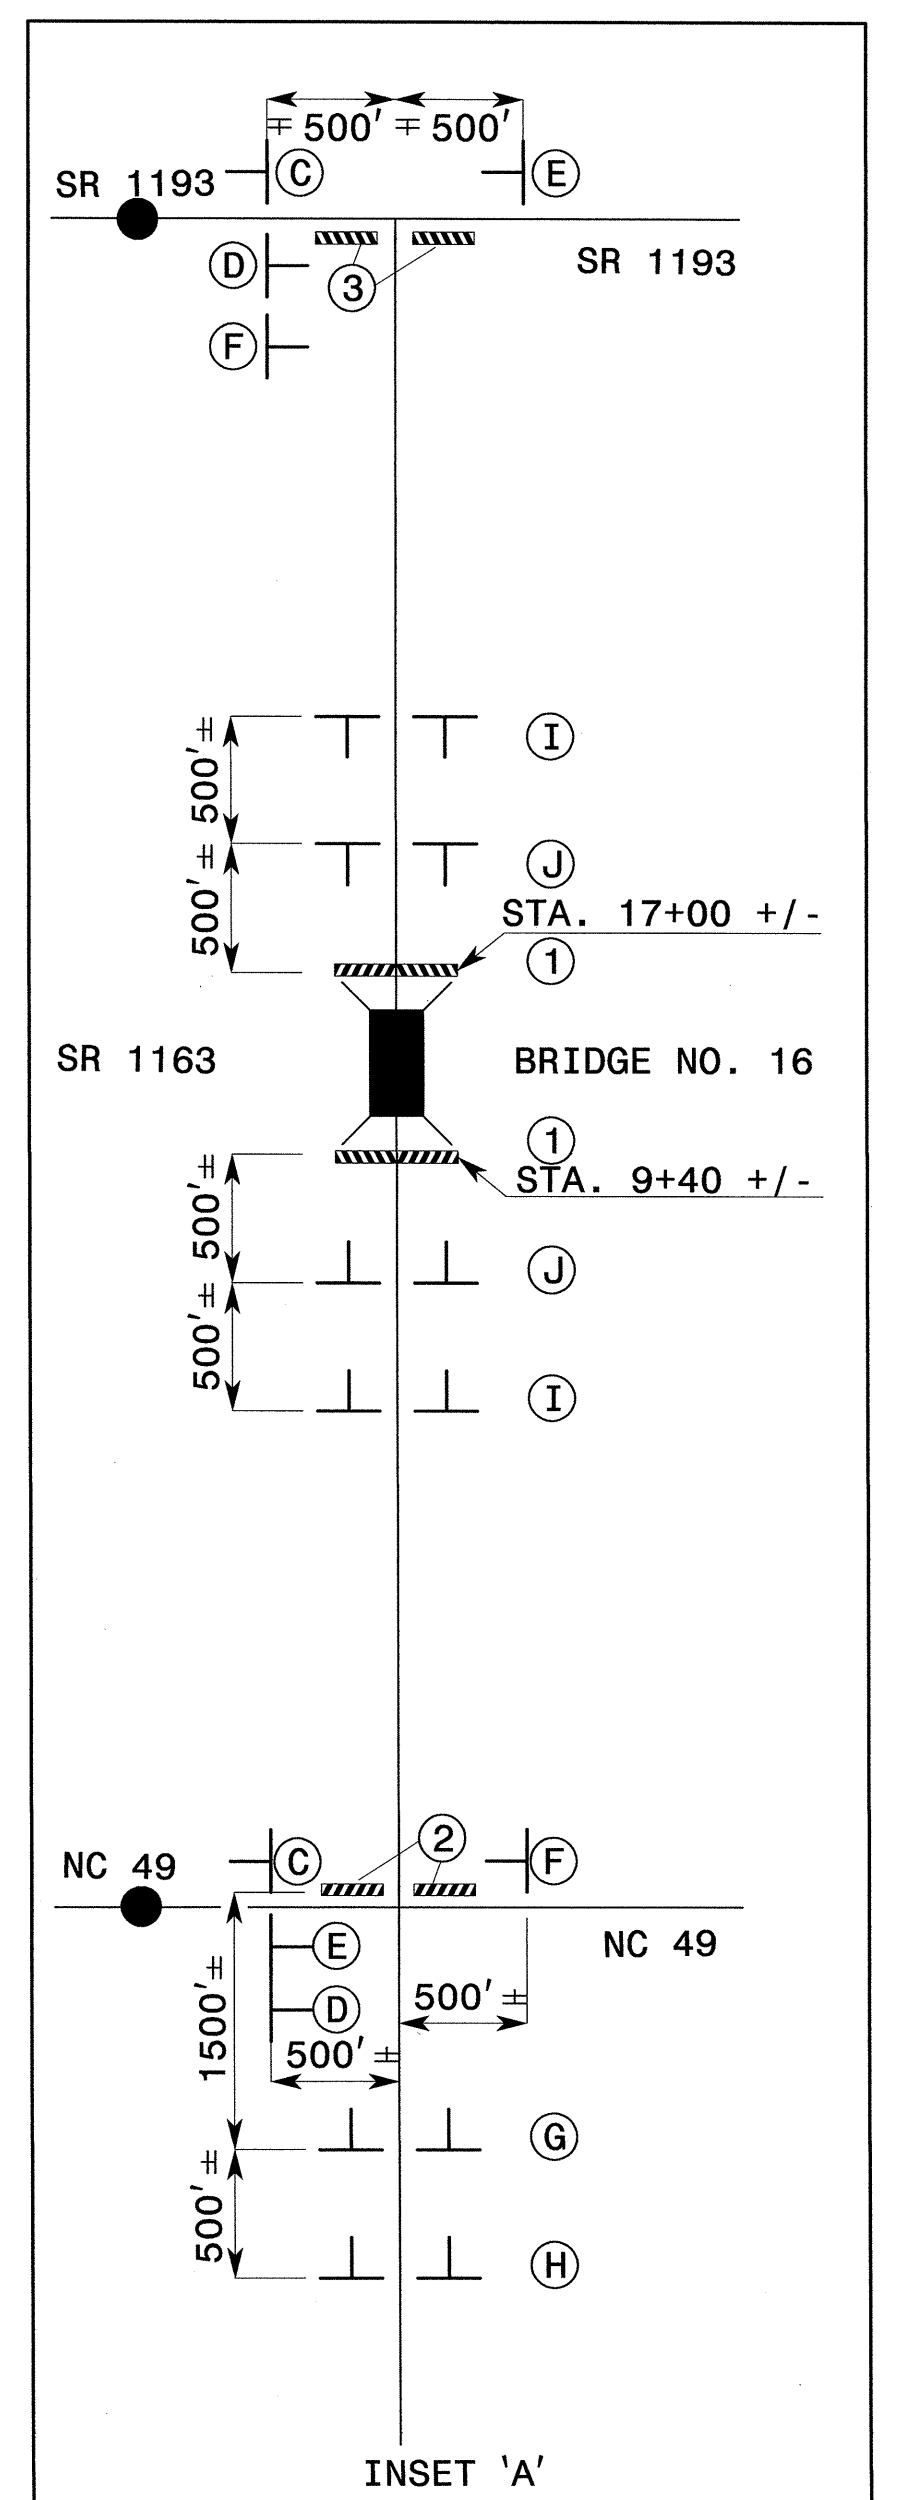 ∓ 500' ∓ 500'
C E
SR 1193
D SR 1193
3
F
500'±
I
500'±
J
STA. 17+00 +/-
1
SR 1163 BRIDGE NO. 16
1
STA. 9+40 +/-
500'±
J
500'±
I
2
NC 49 C F
E NC 49
500'±
D
1500'±
500'±
G
500'±
H
INSET 'A'